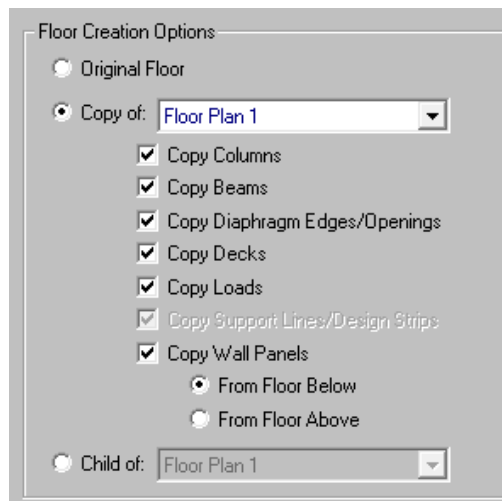 Floor Creation Options
Original Floor
Copy of: Floor Plan 1
Copy Columns
Copy Beams
Copy Diaphragm Edges/Openings
Copy Decks
Copy Loads
Copy Support Lines/Design Strips
Copy Wall Panels
From Floor Below
From Floor Above
Child of: Floor Plan 1